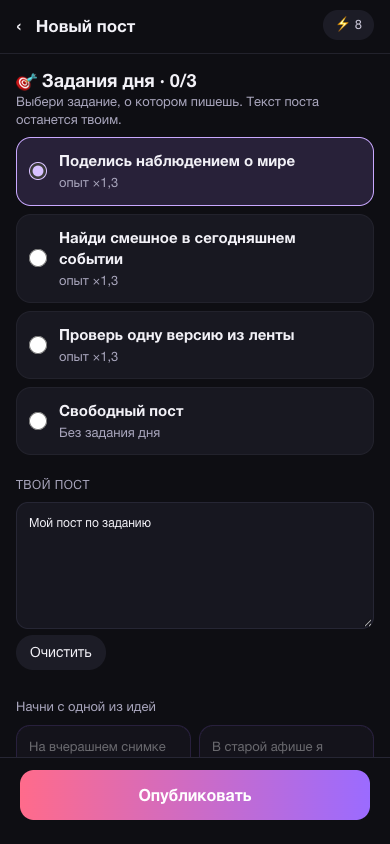 ‹ Новый пост
⚡ 8
🎯 Задания дня · 0/3
Выбери задание, о котором пишешь. Текст поста
останется твоим.
Поделись наблюдением о мире
опыт ×1,3
Найди смешное в сегодняшнем
событии
опыт ×1,3
Проверь одну версию из ленты
опыт ×1,3
Свободный пост
Без задания дня
ТВОЙ ПОСТ
Мой пост по заданию
Очистить
Начни с одной из идей
На вчерашнем снимке
В старой афише я
Опубликовать